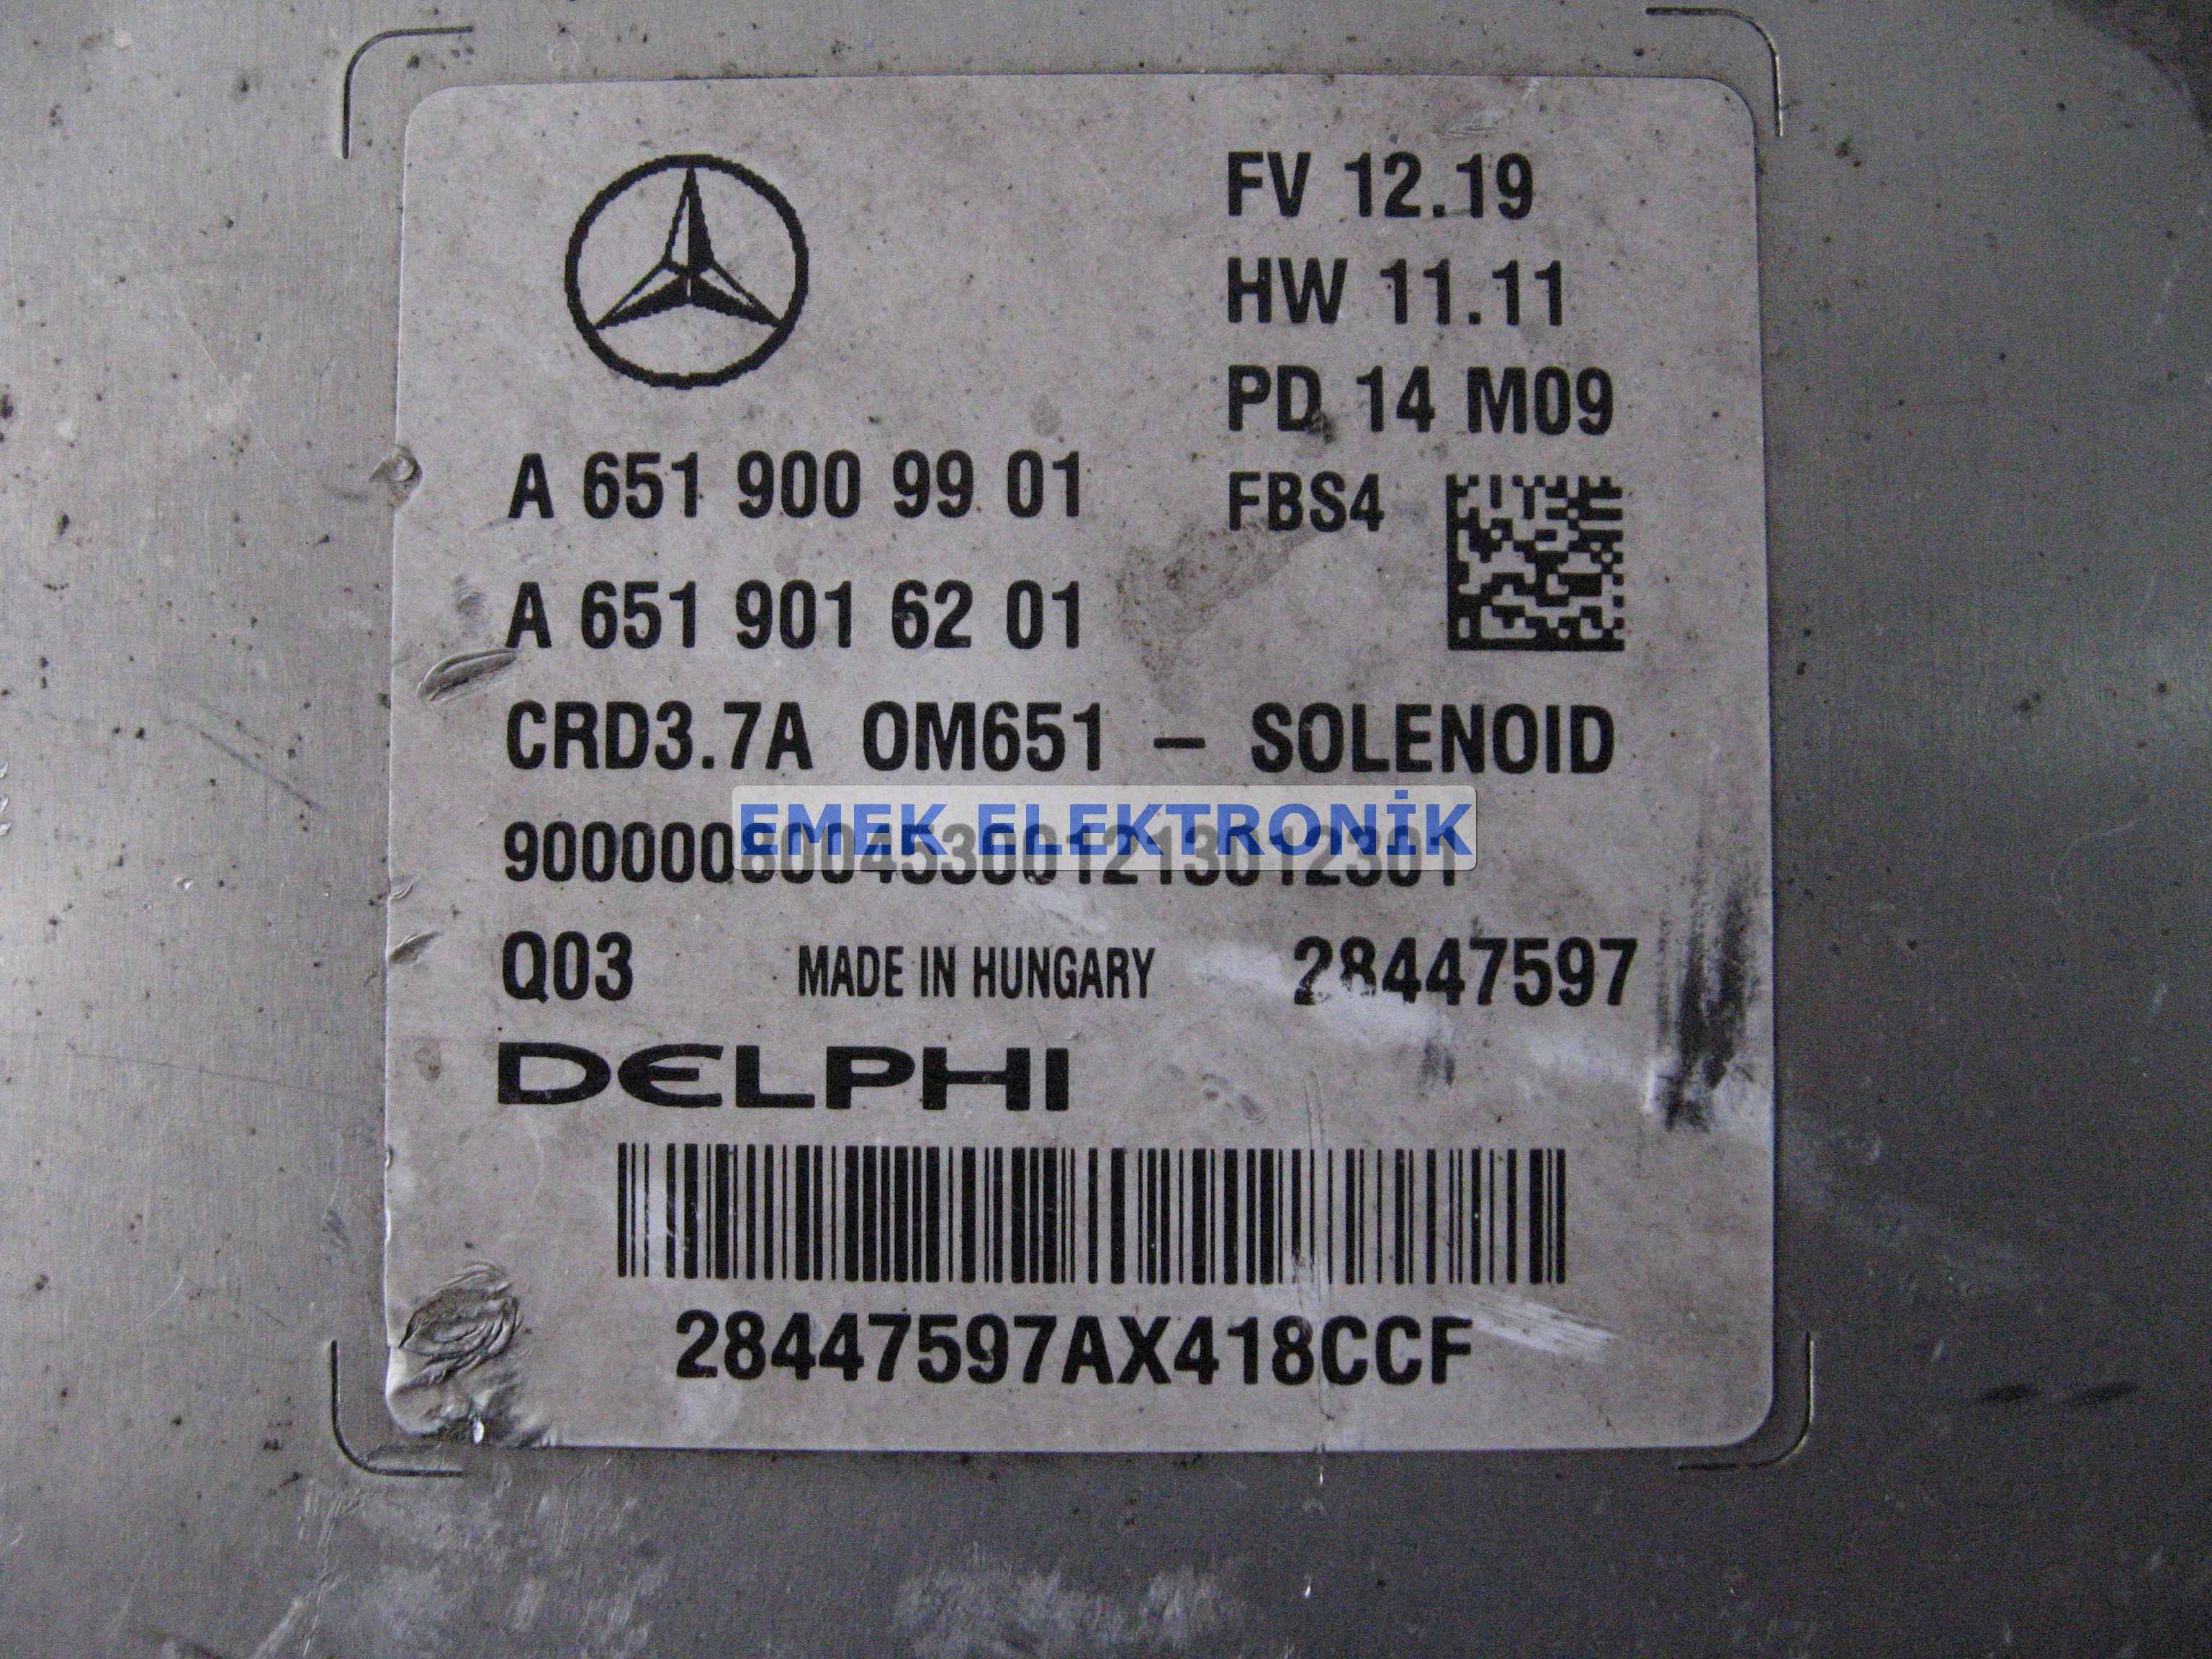 FV 12.19
HW 11.11
PD 14 M09
A 651 900 99 01
FBS4
A 651 901 62 01
CRD3.7A OM651 – SOLENOID
EMEK ELEKTRONİK
Q03 MADE IN HUNGARY 28447597
DELPHI
28447597AX418CCF